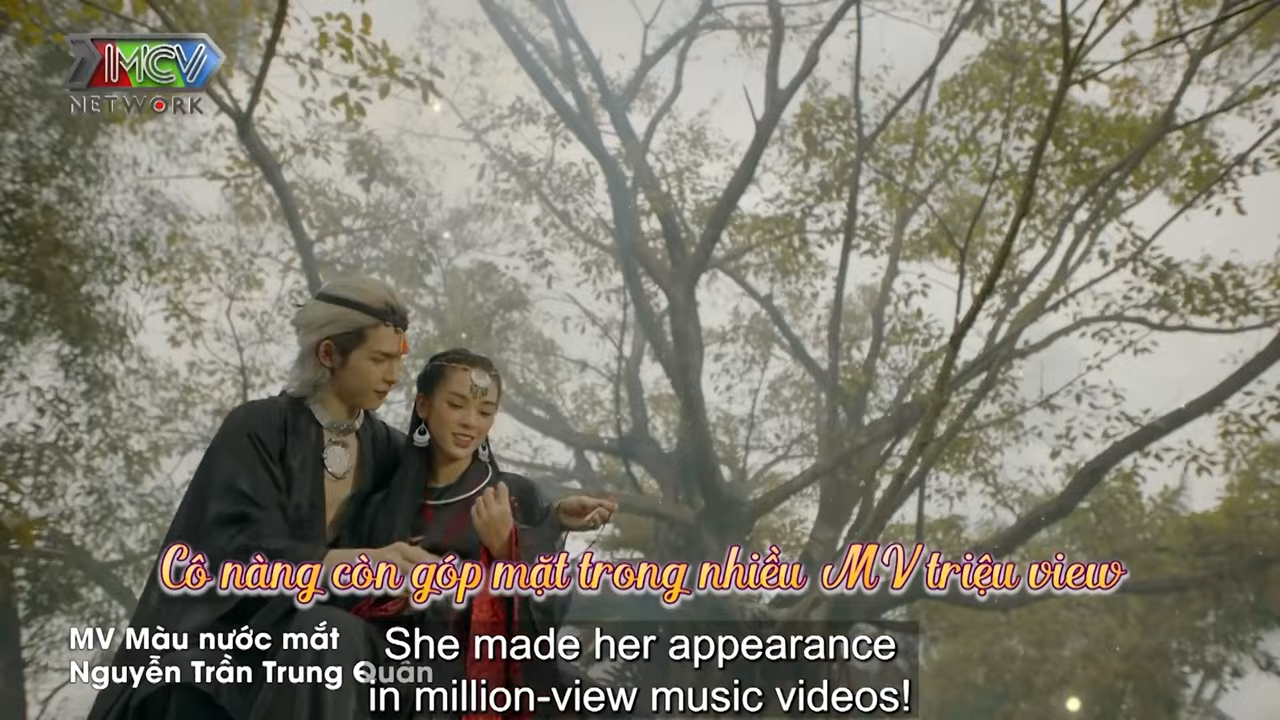 MCV
NETWORK
Cô nàng còn góp mặt trong nhiều MV triệu view
MV Màu nước mắt
Nguyễn Trần Trung Quân
She made her appearance
in million-view music videos!